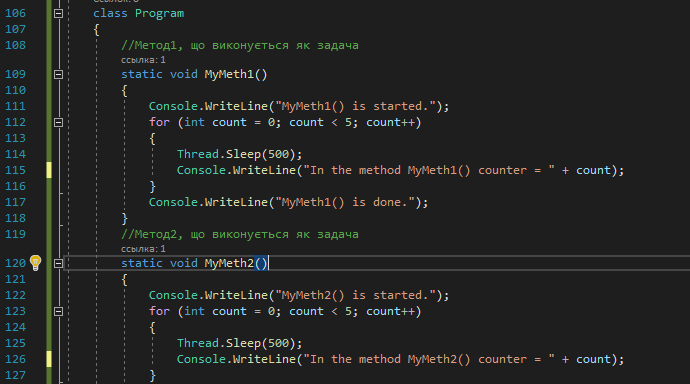 106 class Program
107 {
108 //Метод1, що виконується як задача
ссылка: 1
109 static void MyMeth1()
110 {
111 Console.WriteLine("MyMeth1() is started.");
112 for (int count = 0; count < 5; count++)
113 {
114 Thread.Sleep(500);
115 Console.WriteLine("In the method MyMeth1() counter = " + count);
116 }
117 Console.WriteLine("MyMeth1() is done.");
118 }
119 //Метод2, що виконується як задача
ссылка: 1
120 static void MyMeth2()
121 {
122 Console.WriteLine("MyMeth2() is started.");
123 for (int count = 0; count < 5; count++)
124 {
125 Thread.Sleep(500);
126 Console.WriteLine("In the method MyMeth2() counter = " + count);
127 }